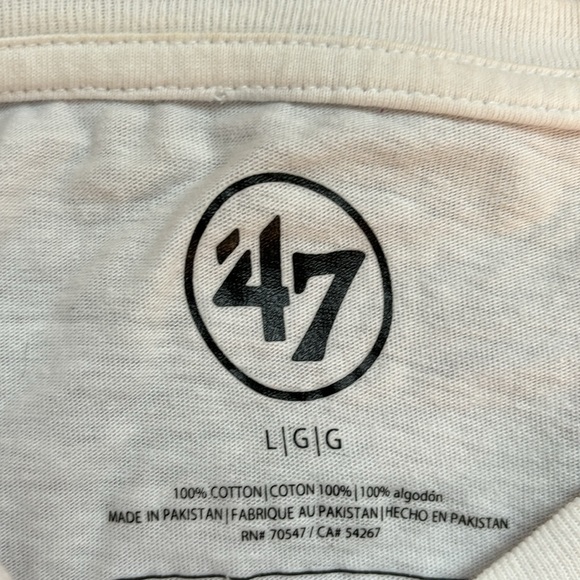 '47
L|G|G
100% COTTON|COTON 100%|100% algodón
MADE IN PAKISTAN|FABRIQUE AU PAKISTAN|HECHO EN PAKISTAN
RN# 70547 / CA# 54267